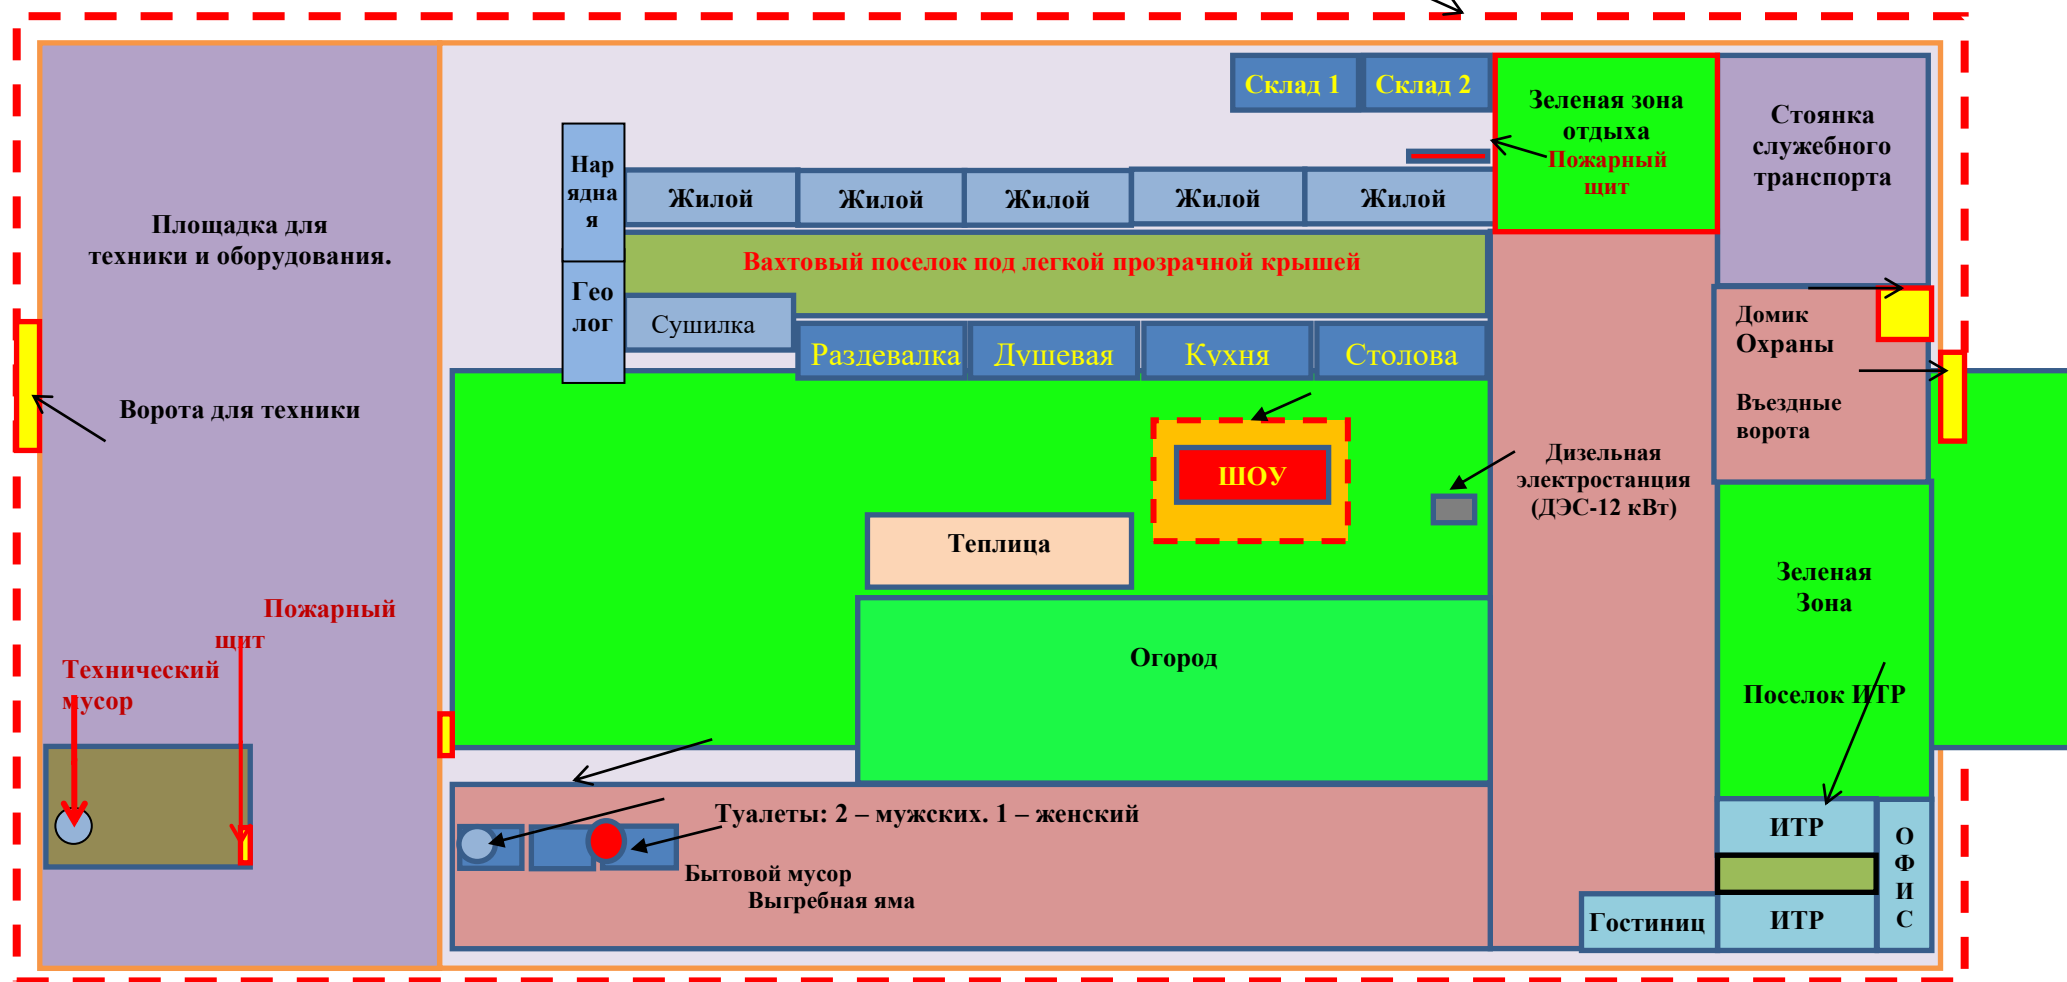 Склад 1
Склад 2
Зеленая зона
отдыха
Пожарный
щит
Стоянка
служебного
транспорта
Нар
ядна
я
Жилой
Жилой
Жилой
Жилой
Жилой
Площадка для
техники и оборудования.
Вахтовый поселок под легкой прозрачной крышей
Гео
лог
Сушилка
Раздевалка
Душевая
Кухня
Столова
Домик
Охраны
Въездные
ворота
Ворота для техники
ШОУ
Дизельная
электростанция
(ДЭС-12 кВт)
Теплица
Зеленая
Зона
Пожарный
щит
Технический
мусор
Огород
Поселок ИТР
Туалеты: 2 – мужских. 1 – женский
Бытовой мусор
Выгребная яма
ИТР
ОФИС
Гостиниц
ИТР